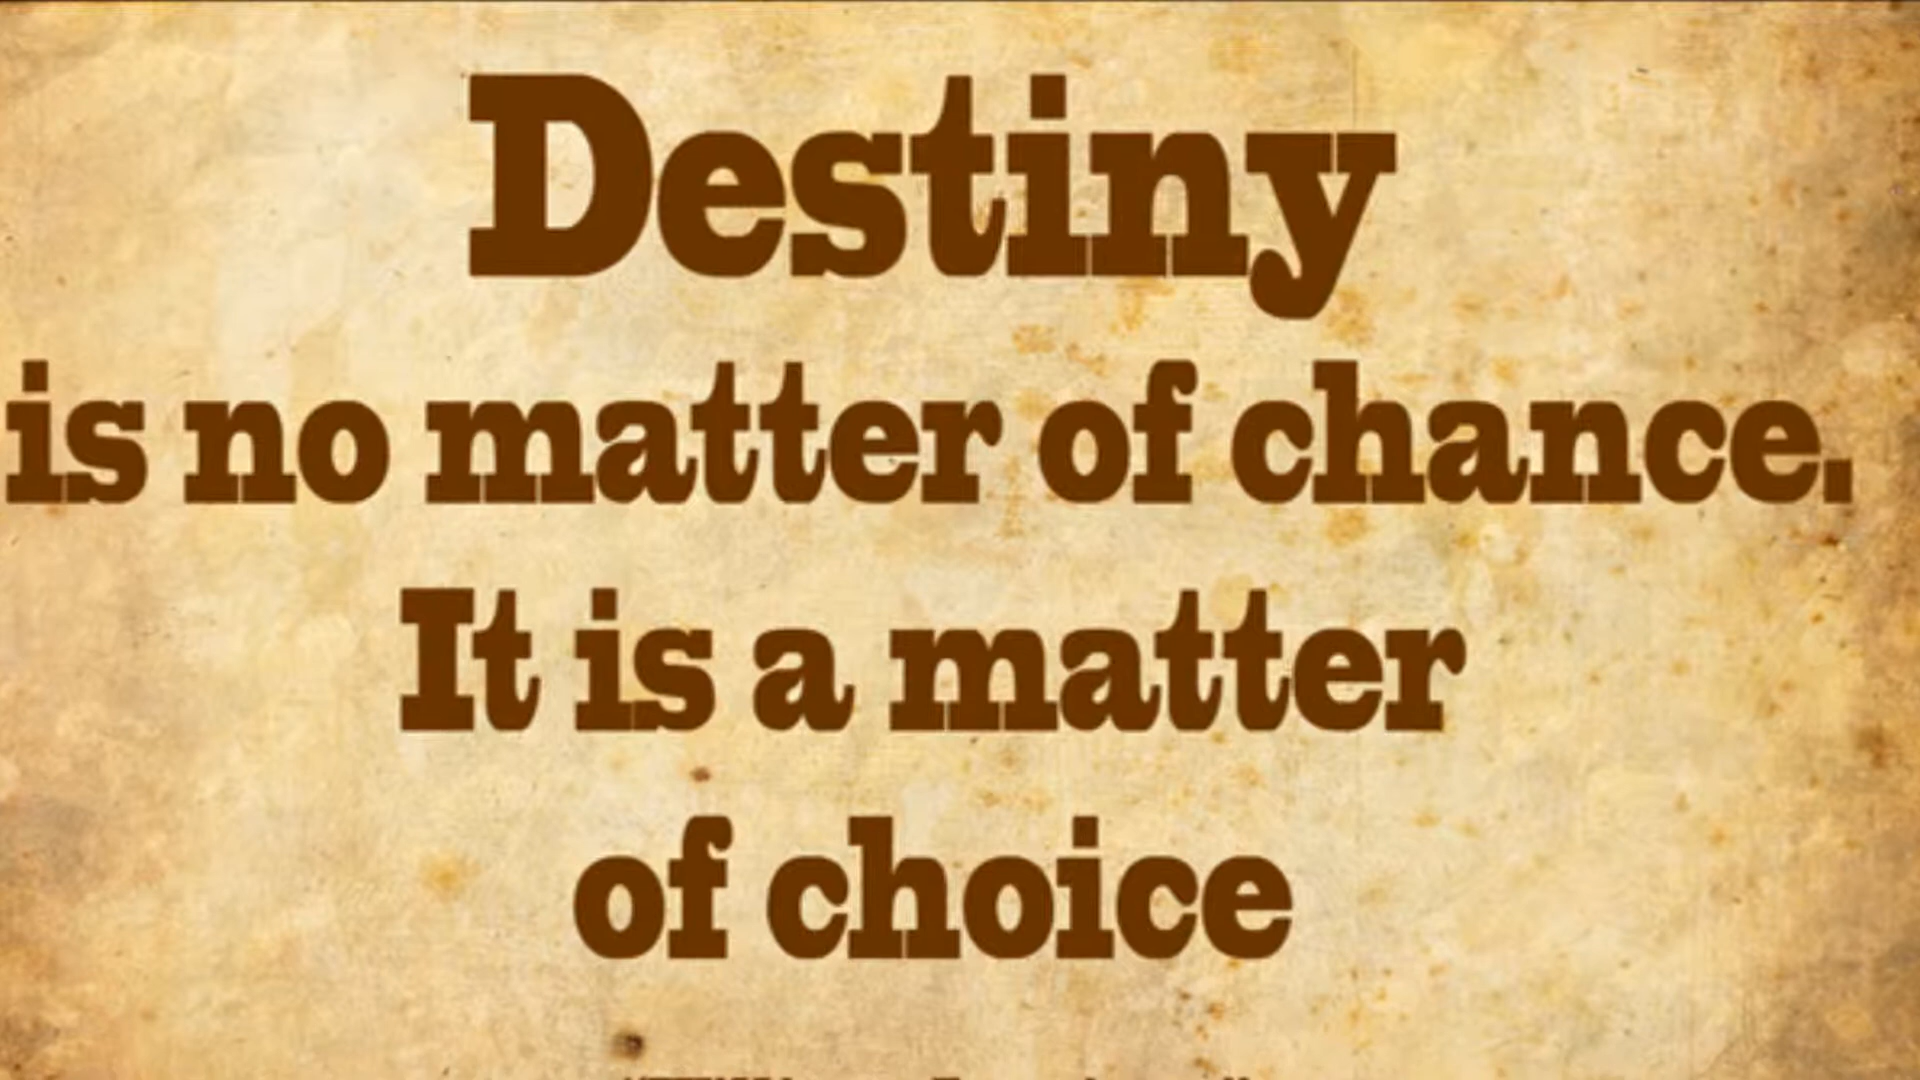 Destiny
is no matter of chance.
It is a matter
of choice